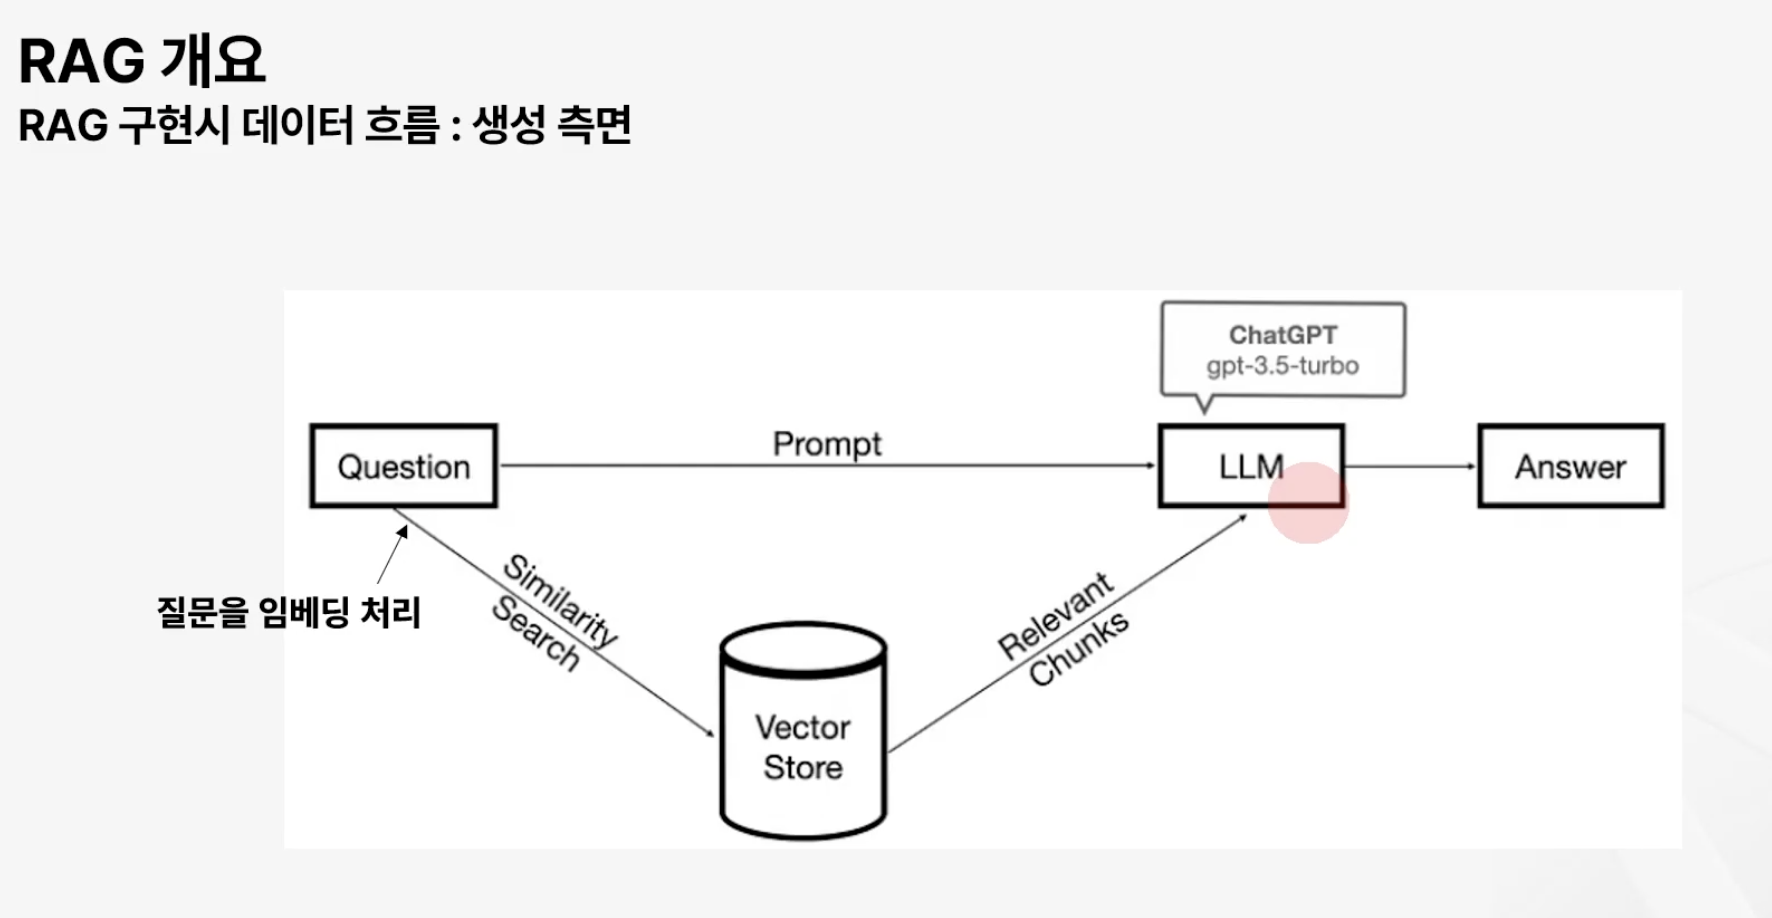 RAG 개요
RAG 구현시 데이터 흐름 : 생성 측면
ChatGPT
gpt-3.5-turbo
Question
Prompt
LLM
Answer
질문을 임베딩 처리
Similarity
Search
Relevant
Chunks
Vector
Store